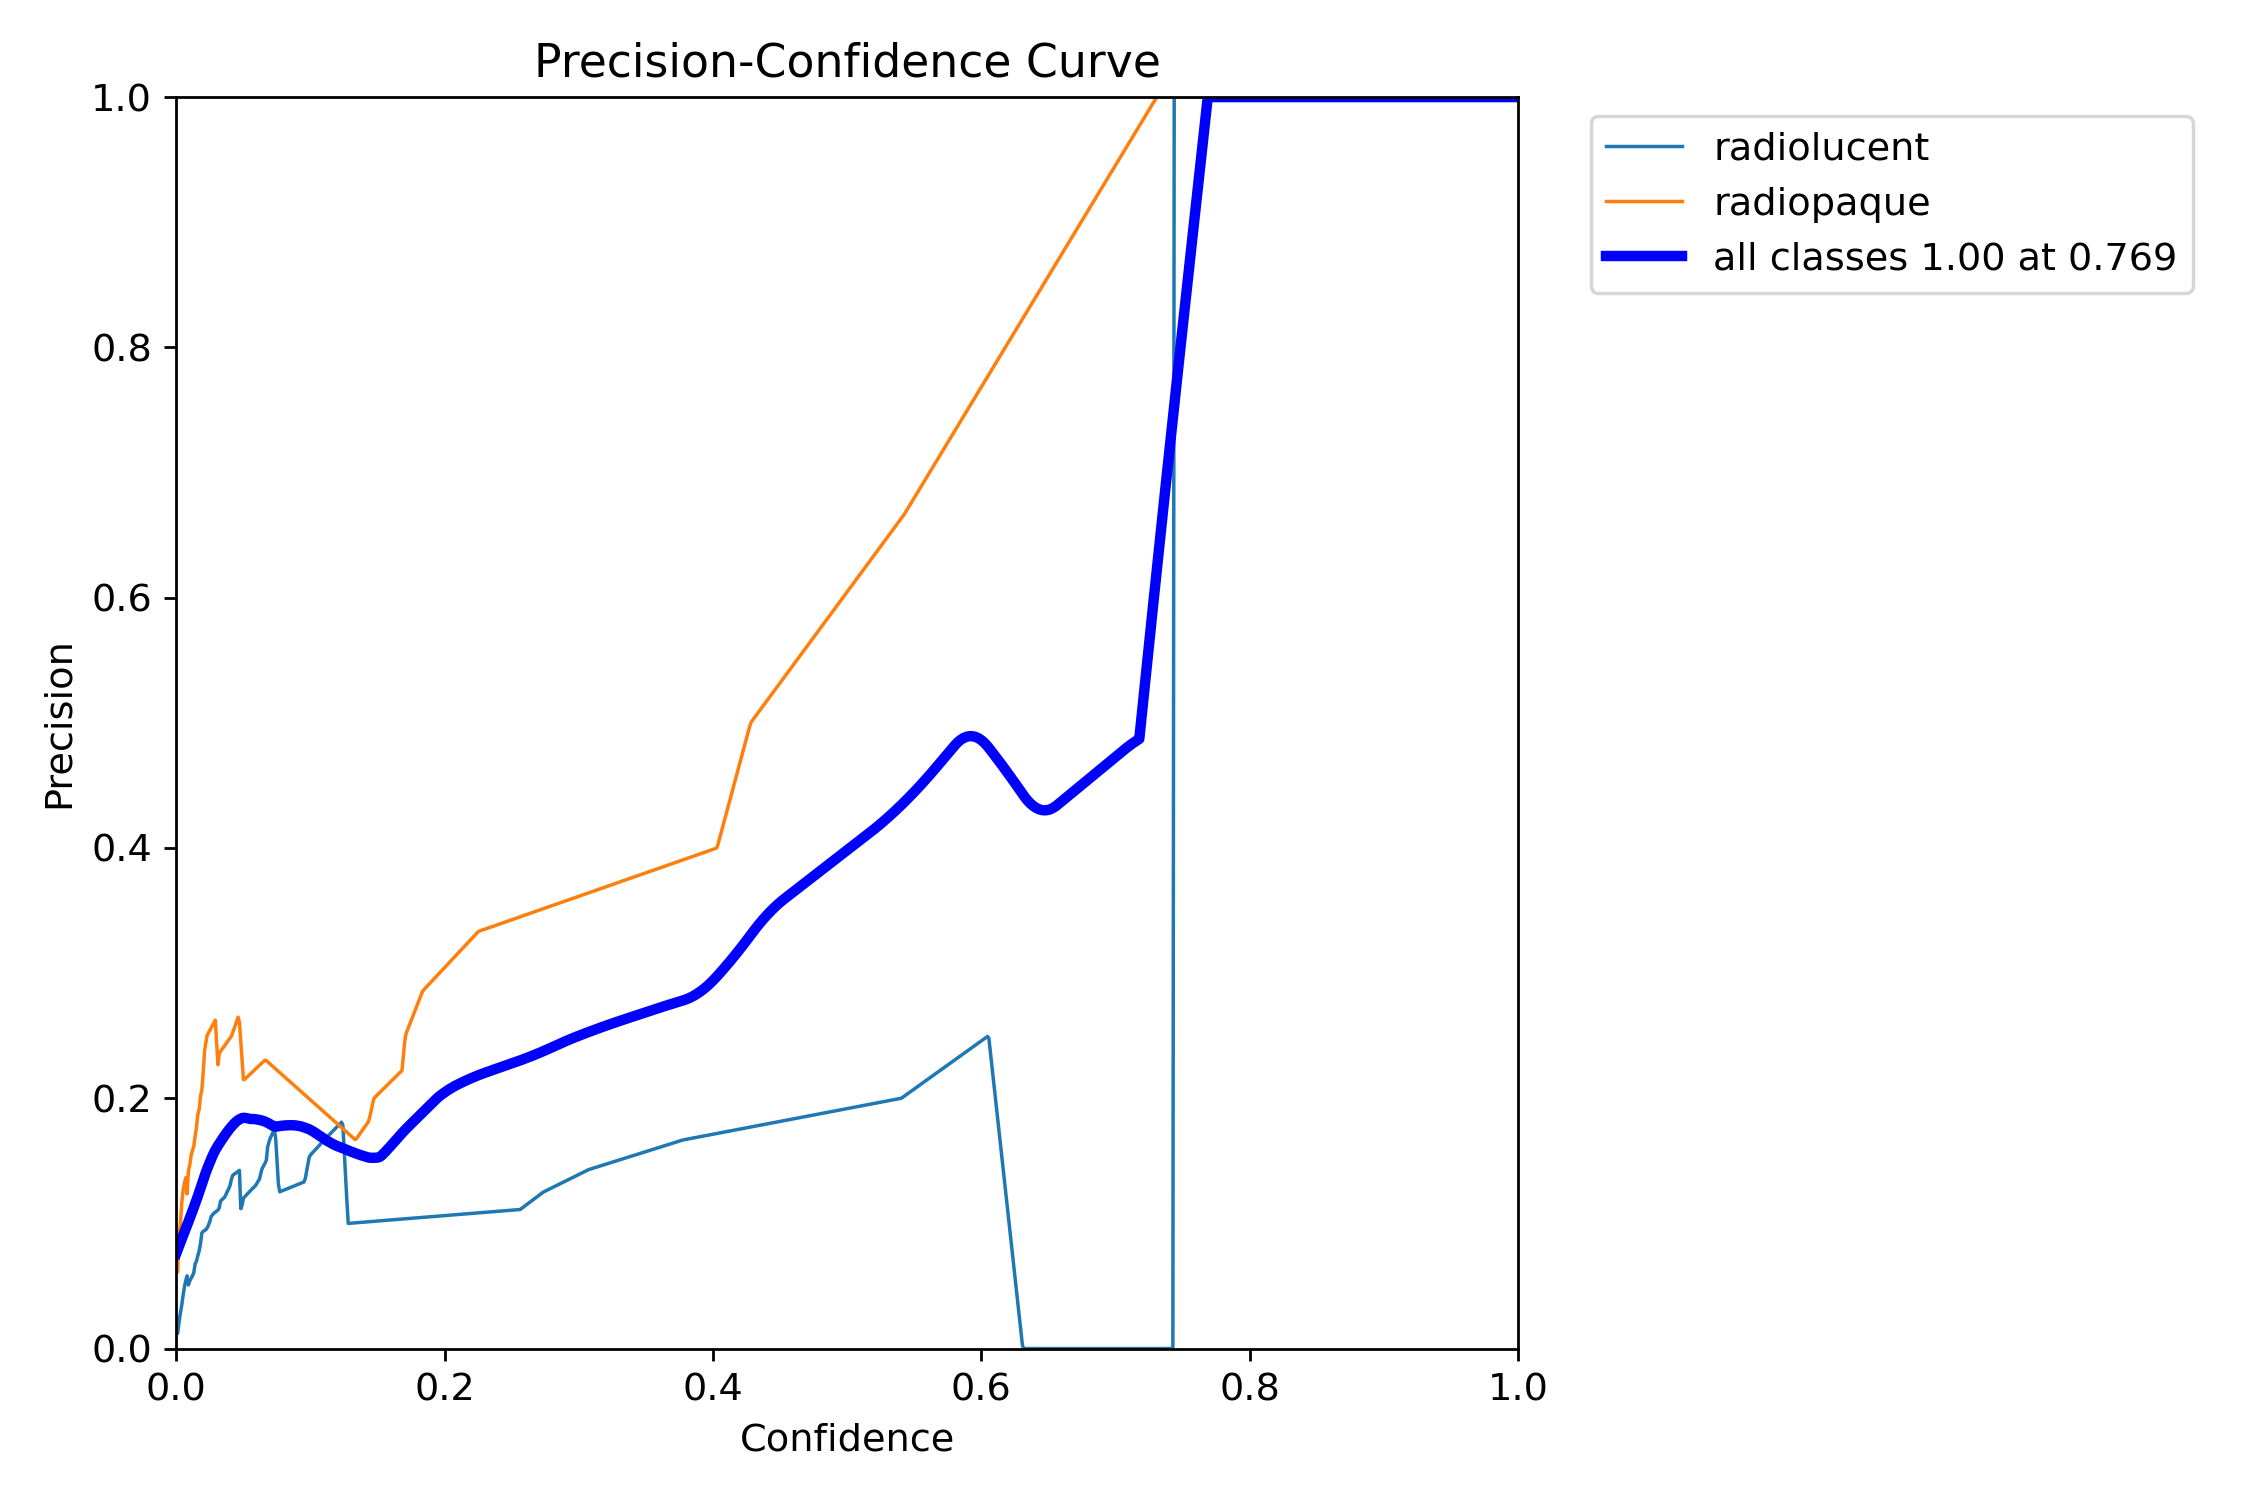 Precision-Confidence Curve
1.0
0.8
0.6
0.4
0.2
0.0
Precision
0.0 0.2 0.4 0.6 0.8 1.0
Confidence
radiolucent
radiopaque
all classes 1.00 at 0.769